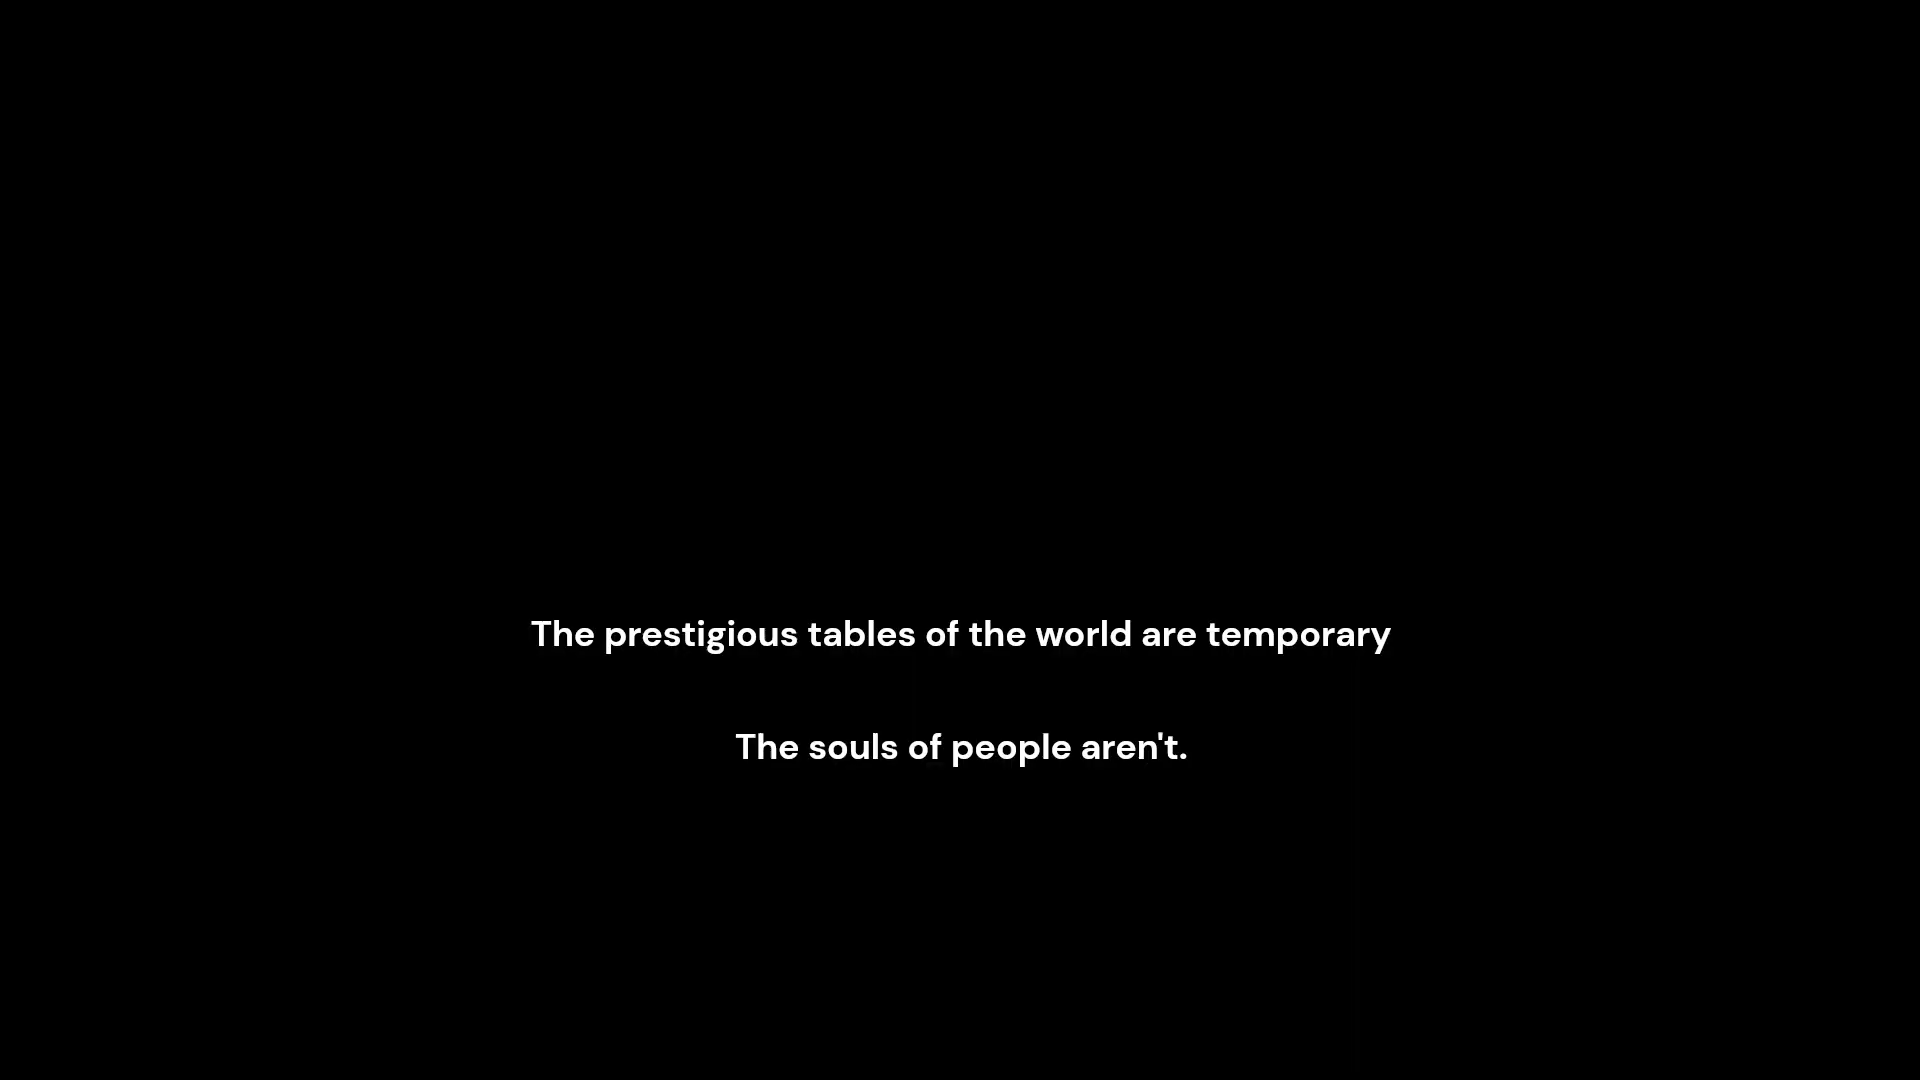 The prestigious tables of the world are temporary
The souls of people aren't.